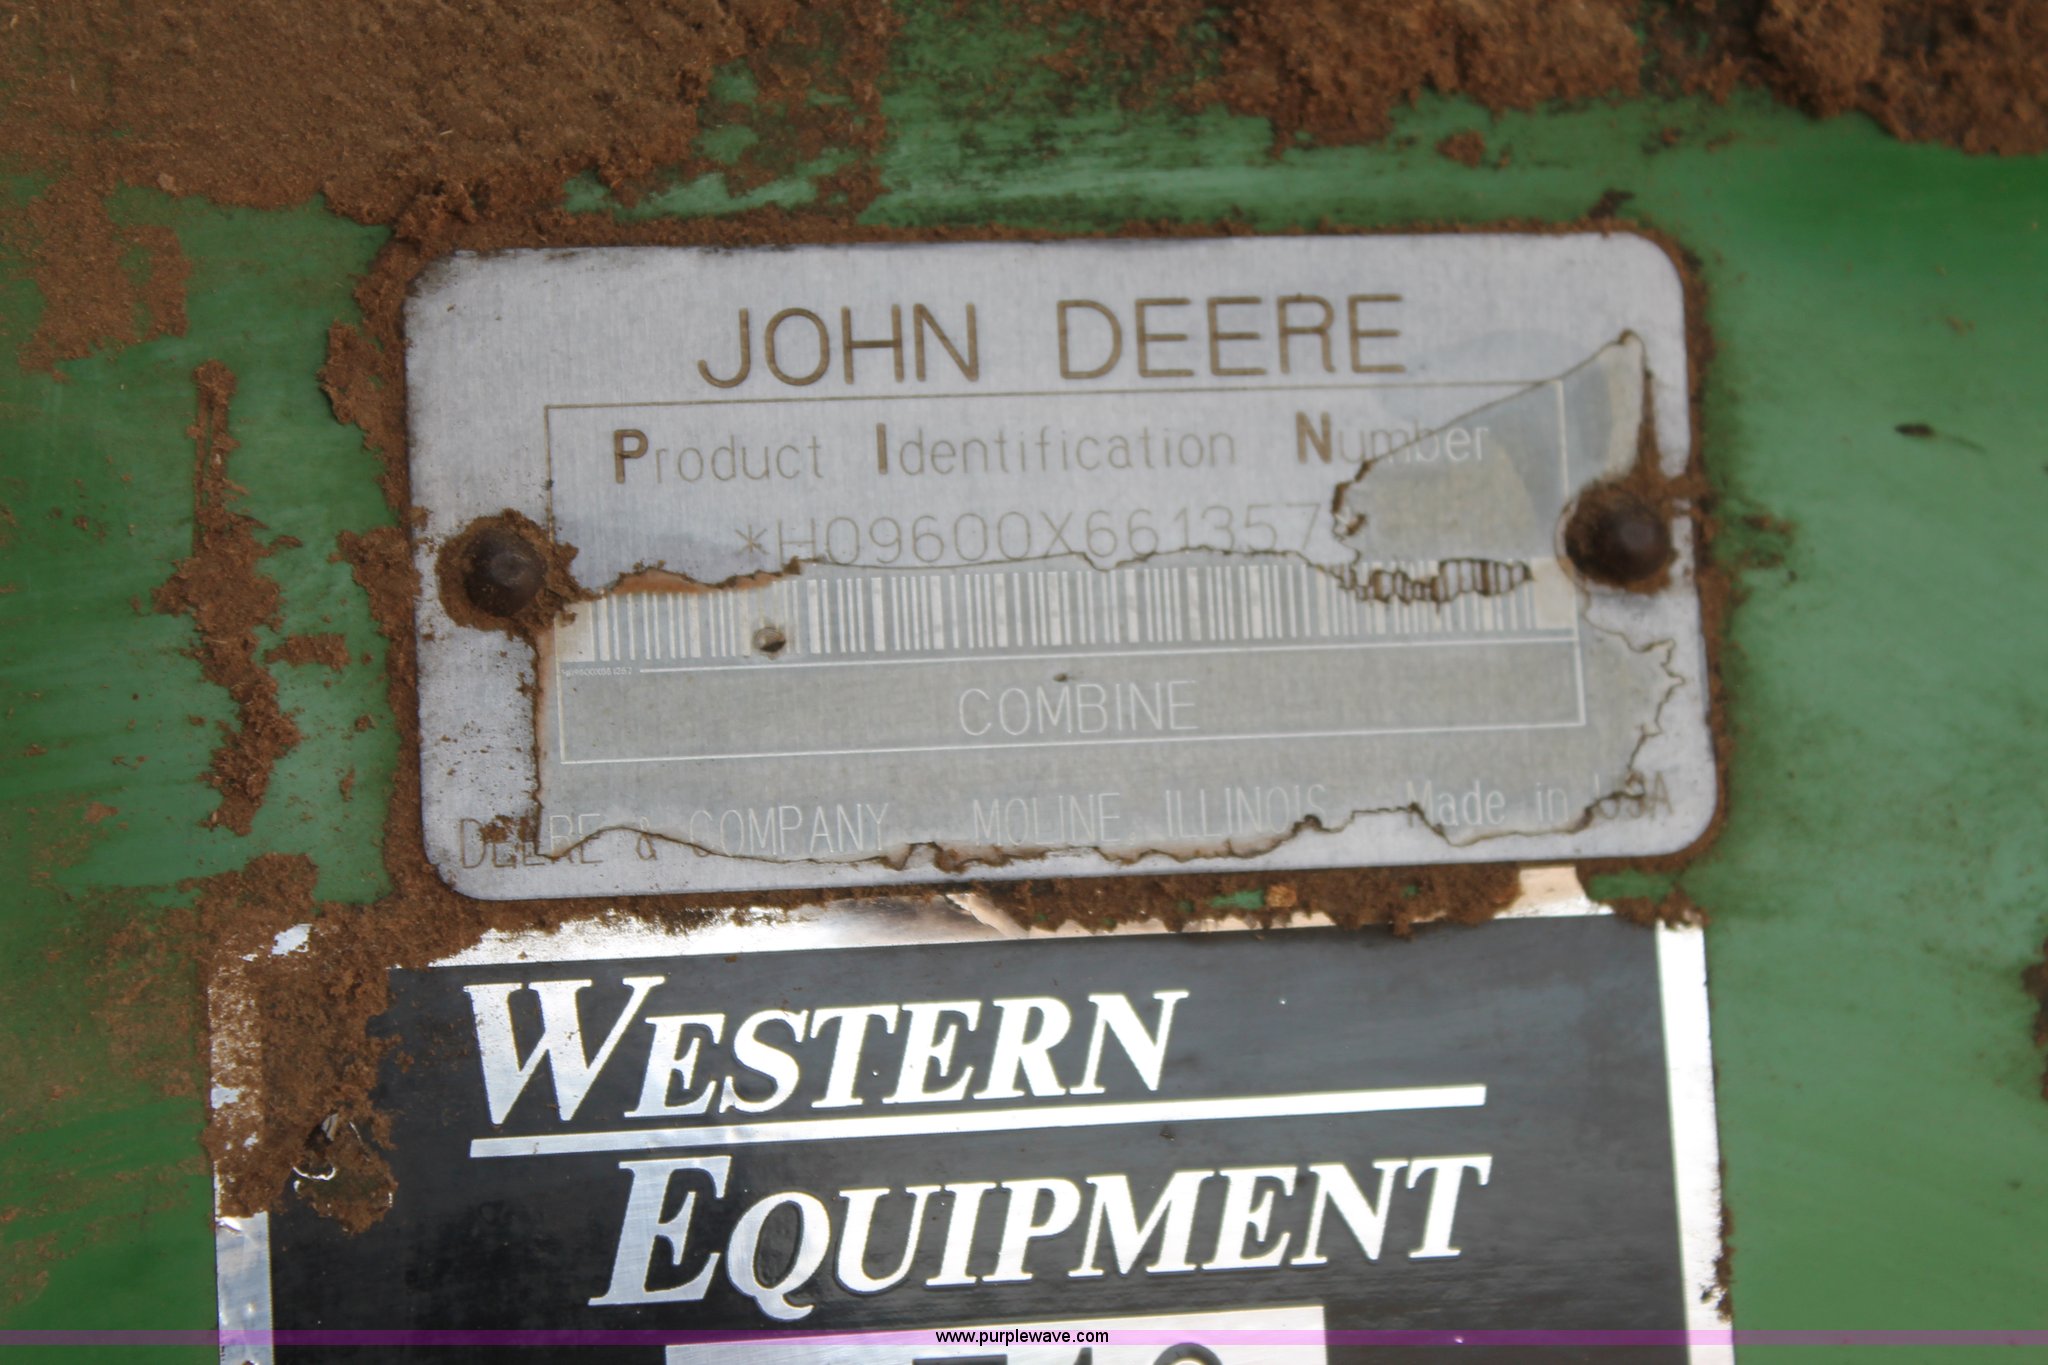 JOHN DEERE
Product Identification Number
*H09600X661357
COMBINE
DEERE & COMPANY MOLINE, ILLINOIS Made in USA
WESTERN
EQUIPMENT
www.purplewave.com